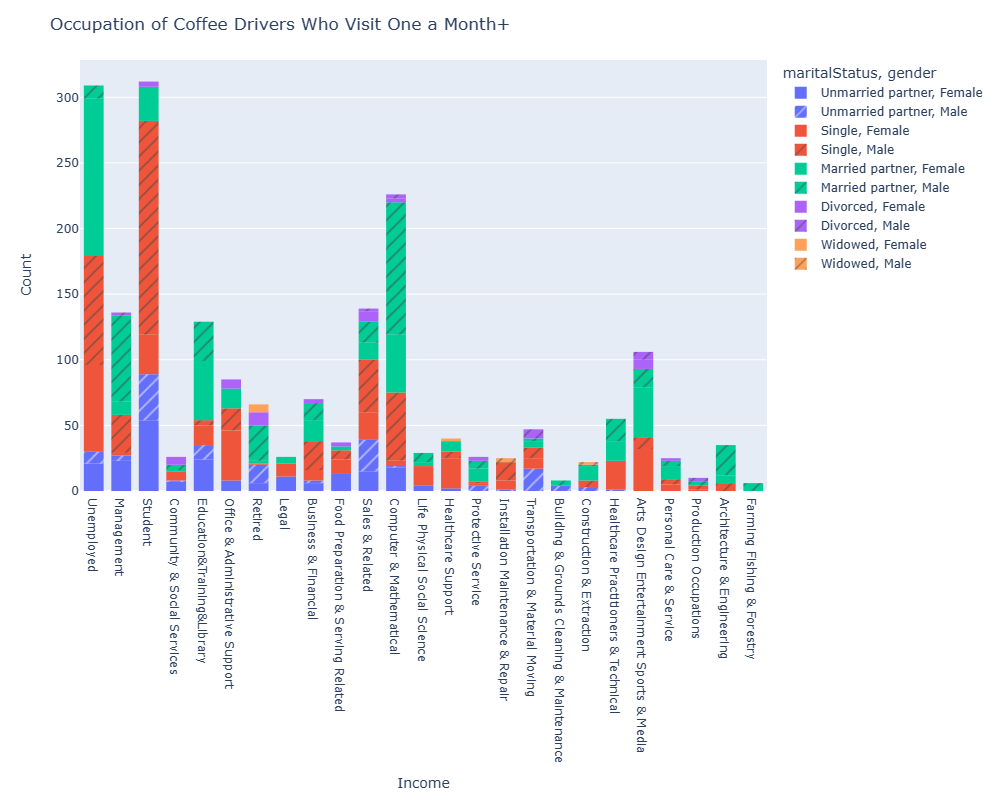 Occupation of Coffee Drivers Who Visit One a Month+
maritalStatus, gender
Unmarried partner, Female
Unmarried partner, Male
Single, Female
Single, Male
Married partner, Female
Married partner, Male
Divorced, Female
Divorced, Male
Widowed, Female
Widowed, Male
Count
300
250
200
150
100
50
0
Unemployed
Management
Student
Community & Social Services
Education&Training&Library
Office & Administrative Support
Retired
Legal
Business & Financial
Food Preparation & Serving Related
Sales & Related
Computer & Mathematical
Life Physical Social Science
Healthcare Support
Protective Service
Installation Maintenance & Repair
Transportation & Material Moving
Building & Grounds Cleaning & Maintenance
Construction & Extraction
Healthcare Practitioners & Technical
Arts Design Entertainment Sports & Media
Personal Care & Service
Production Occupations
Architecture & Engineering
Farming Fishing & Forestry
Income